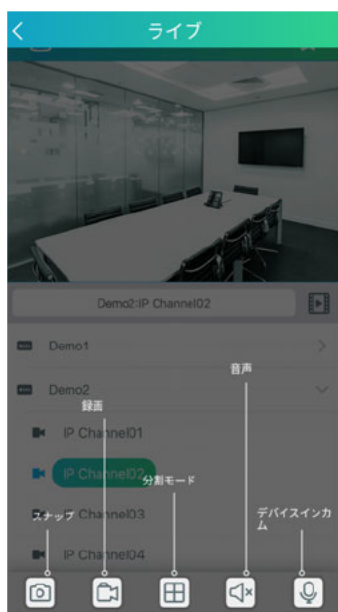 ライブ
Demo2:IP Channel02
Demo1
Demo2
音声
録画
IP Channel01
IP Channel02
分割モード
スナップ
IP Channel03
デバイスインカ
ム
IP Channel04